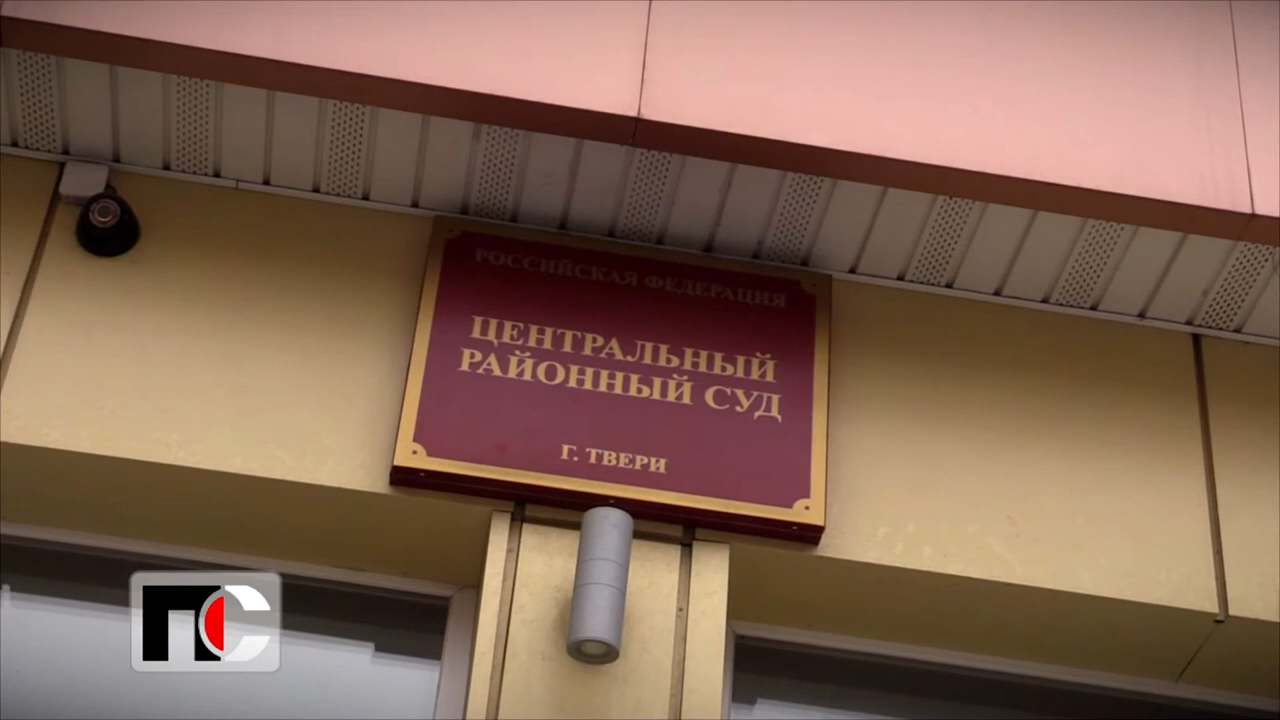 РОССИЙСКАЯ ФЕДЕРАЦИЯ
ЦЕНТРАЛЬНЫЙ
РАЙОННЫЙ СУД
Г. ТВЕРИ
ПС